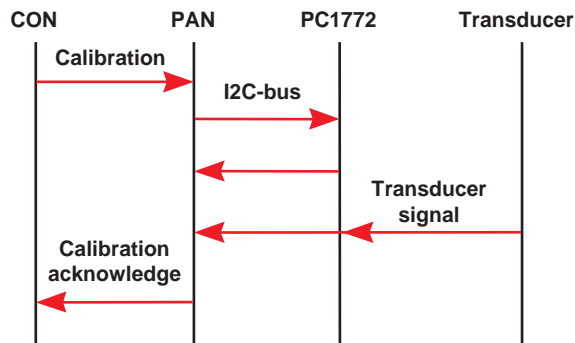 CON PAN PC1772 Transducer
Calibration
I2C-bus
Transducer
signal
Calibration
acknowledge